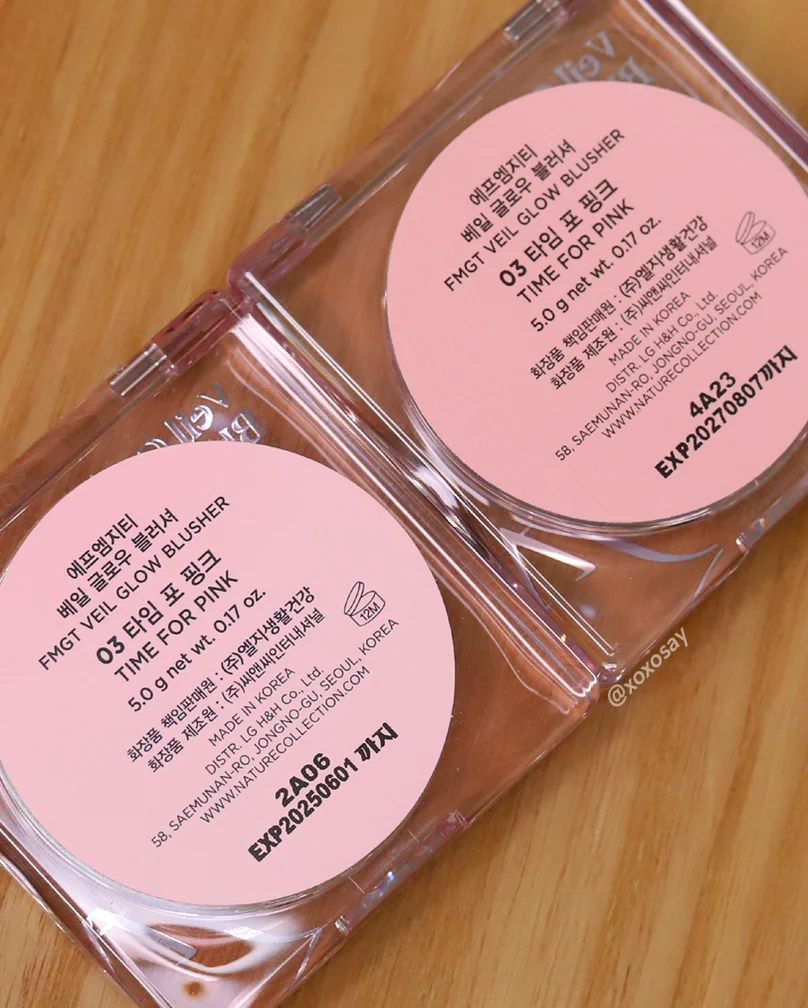 에프엠지티
베일 글로우 블러셔
FMGT VEIL GLOW BLUSHER
03 타임 포 핑크
TIME FOR PINK
5.0 g net wt. 0.17 oz.
화장품 책임판매원 : (주)엘지생활건강
화장품 제조원 : (주)씨앤씨인터내셔널
12M
MADE IN KOREA
DISTR. LG H&H Co., Ltd.
58, SAEMUNAN-RO, JONGNO-GU, SEOUL, KOREA
WWW.NATURECOLLECTION.COM
4A23
EXP20270807까지
에프엠지티
베일 글로우 블러셔
FMGT VEIL GLOW BLUSHER
03 타임 포 핑크
TIME FOR PINK
5.0 g net wt. 0.17 oz.
화장품 책임판매원 : (주)엘지생활건강
화장품 제조원 : (주)씨앤씨인터내셔널
12M
MADE IN KOREA
DISTR. LG H&H Co., Ltd.
58, SAEMUNAN-RO, JONGNO-GU, SEOUL, KOREA
WWW.NATURECOLLECTION.COM
2A06
EXP20250601 까지
@xoxosay